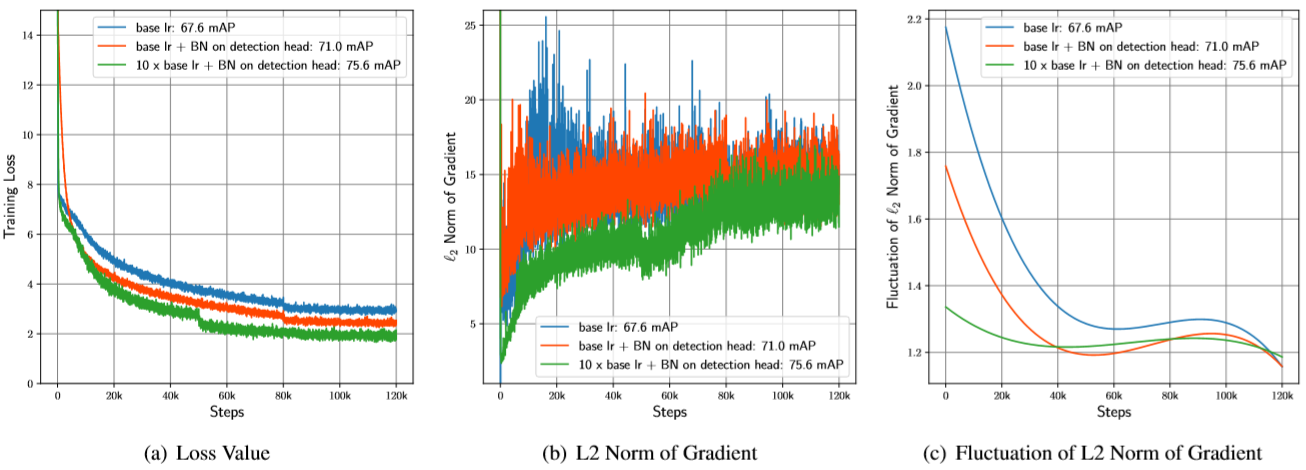 base lr: 67.6 mAP
base lr + BN on detection head: 71.0 mAP
10 x base lr + BN on detection head: 75.6 mAP
Training Loss
14
12
10
8
6
4
2
0
0 20k 40k 60k 80k 100k 120k
Steps
(a) Loss Value
ℓ2 Norm of Gradient
25
20
15
10
5
base lr: 67.6 mAP
base lr + BN on detection head: 71.0 mAP
10 x base lr + BN on detection head: 75.6 mAP
0 20k 40k 60k 80k 100k 120k
Steps
(b) L2 Norm of Gradient
base lr: 67.6 mAP
base lr + BN on detection head: 71.0 mAP
10 x base lr + BN on detection head: 75.6 mAP
Fluctuation of ℓ2 Norm of Gradient
2.2
2.0
1.8
1.6
1.4
1.2
0 20k 40k 60k 80k 100k 120k
Steps
(c) Fluctuation of L2 Norm of Gradient